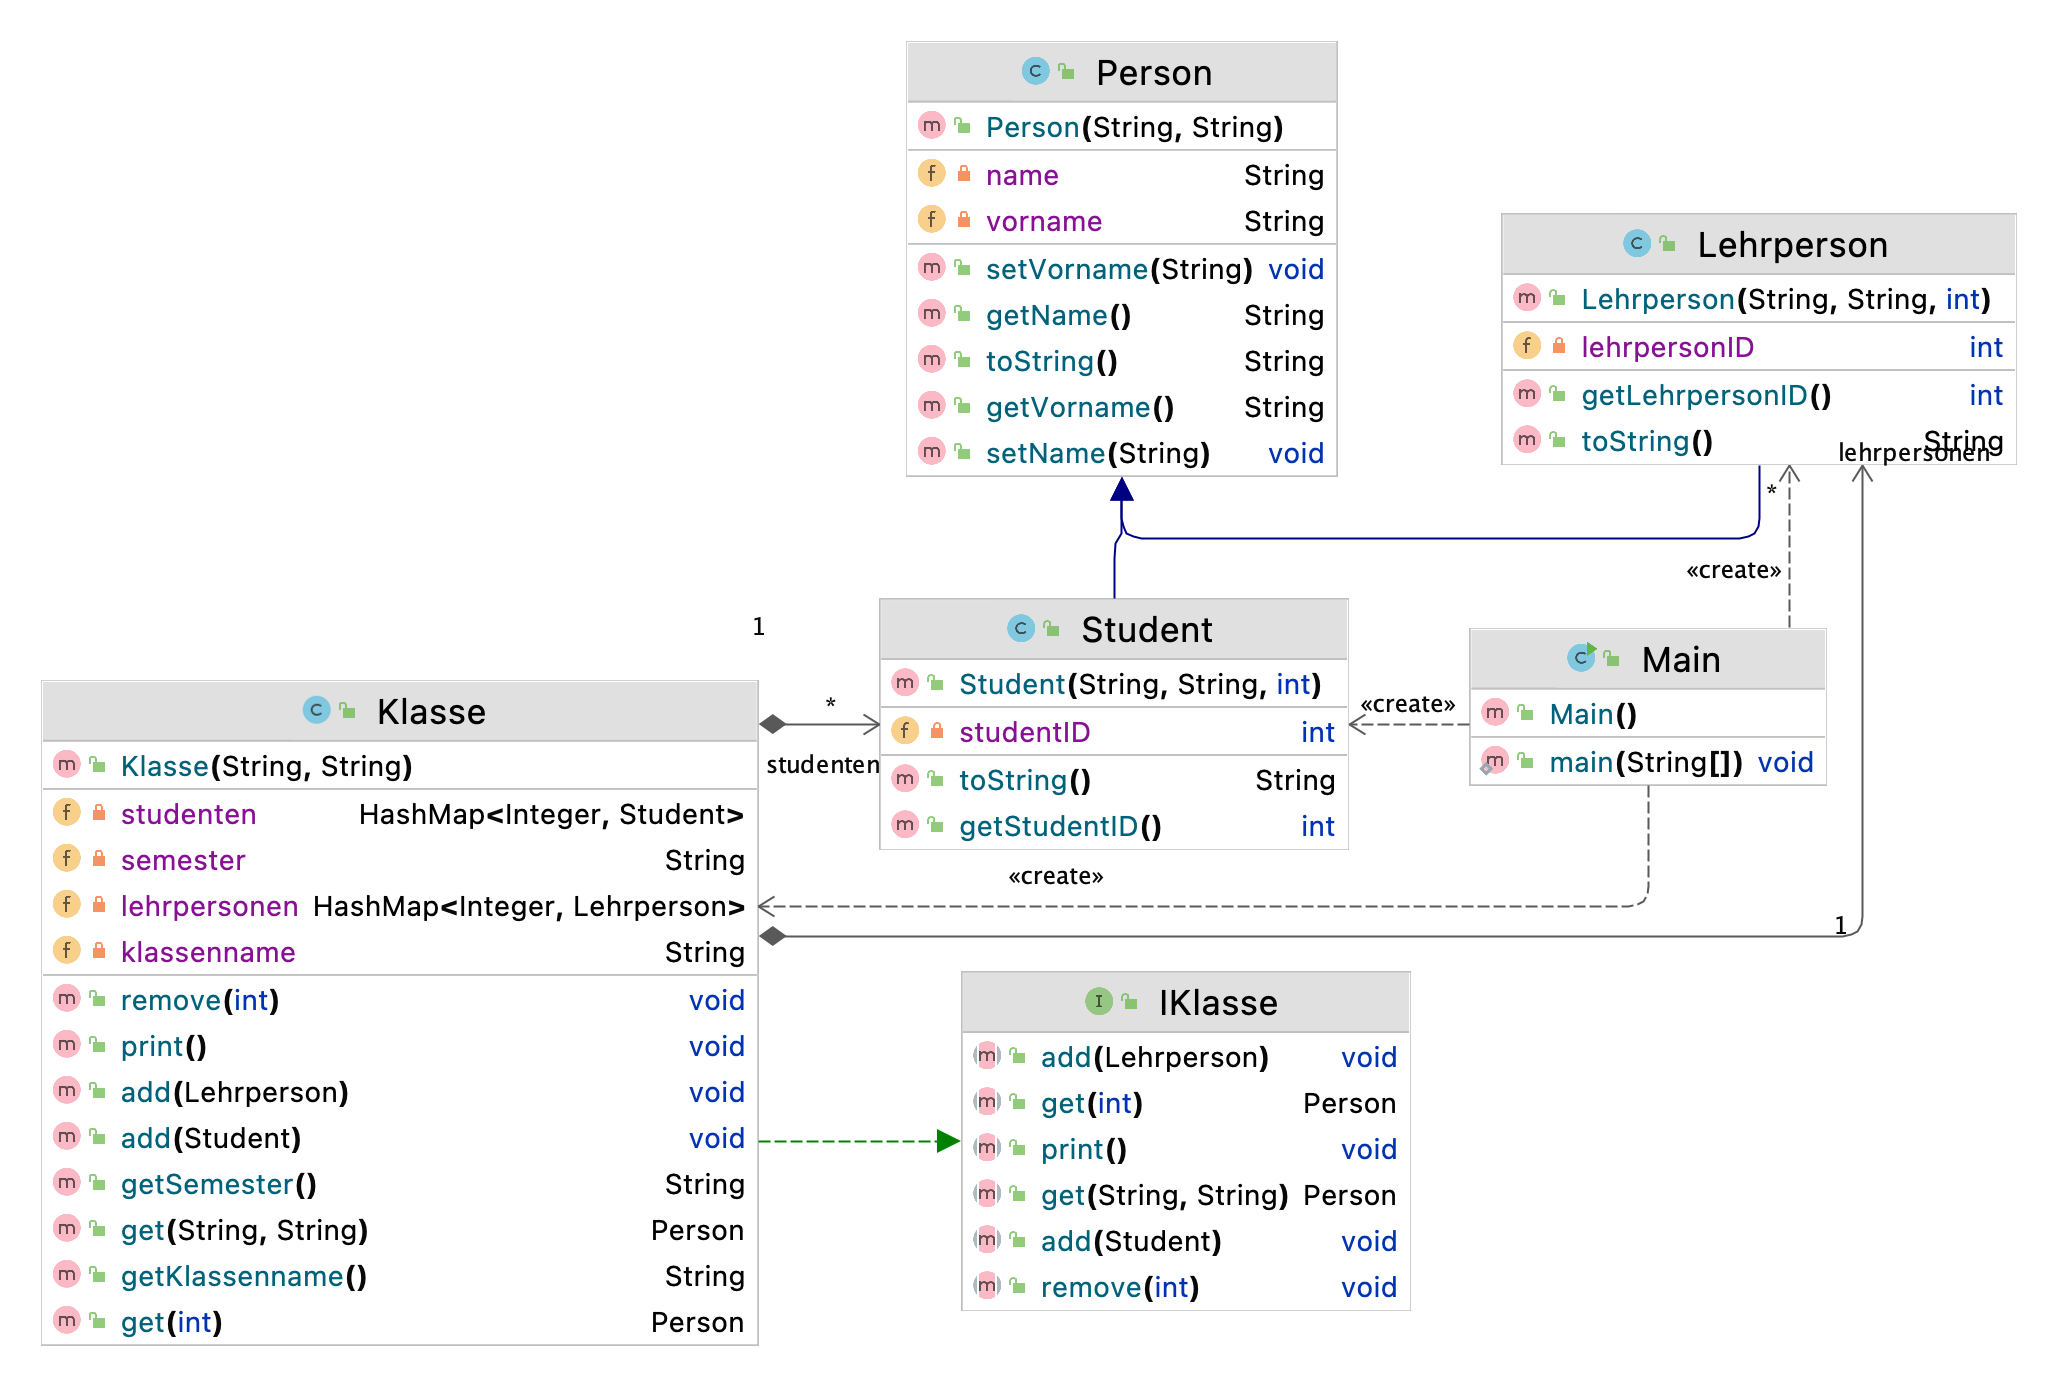 Person
Person(String, String)
name String
vorname String
setVorname(String) void
getName() String
toString() String
getVorname() String
setName(String) void
Lehrperson
Lehrperson(String, String, int)
lehrpersonID int
getLehrpersonID() int
toString() String
lehrpersonen
*
«create»
1
*
studenten
Student
Student(String, String, int)
studentID int
toString() String
getStudentID() int
«create»
Main
Main()
main(String[]) void
«create»
1
Klasse
Klasse(String, String)
studenten HashMap<Integer, Student>
semester String
lehrpersonen HashMap<Integer, Lehrperson>
klassenname String
remove(int) void
print() void
add(Lehrperson) void
add(Student) void
getSemester() String
get(String, String) Person
getKlassenname() String
get(int) Person
IKlasse
add(Lehrperson) void
get(int) Person
print() void
get(String, String) Person
add(Student) void
remove(int) void